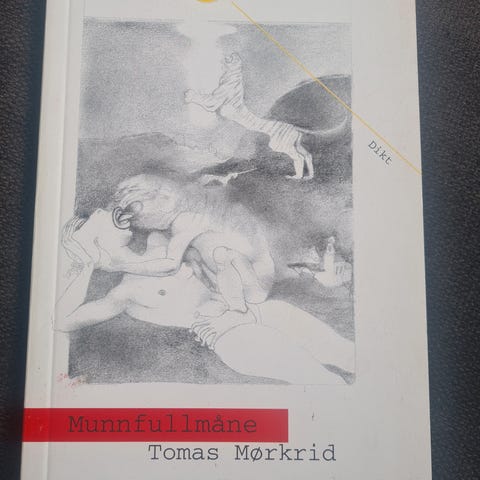 Dikt
Munnfullmåne
Tomas Mørkrid